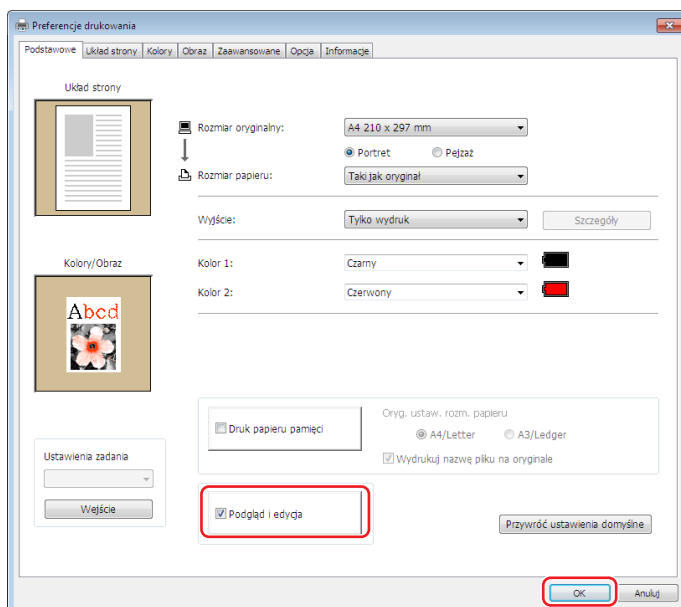 Preferencje drukowania
Podstawowe Układ strony Kolory Obraz Zaawansowane Opcja Informacje
Układ strony
Rozmiar oryginalny: A4 210 x 297 mm
Portret Pejzaż
Rozmiar papieru: Taki jak oryginał
Wyjście: Tylko wydruk Szczegóły
Kolory/Obraz
Kolor 1: Czarny
Kolor 2: Czerwony
Abcd
Druk papieru pamięci
Oryg. ustaw. rozm. papieru
A4/Letter A3/Ledger
Wydrukuj nazwę pliku na oryginale
Ustawienia zadania
Wejście
Podgląd i edycja
Przywróć ustawienia domyślne
OK Anuluj